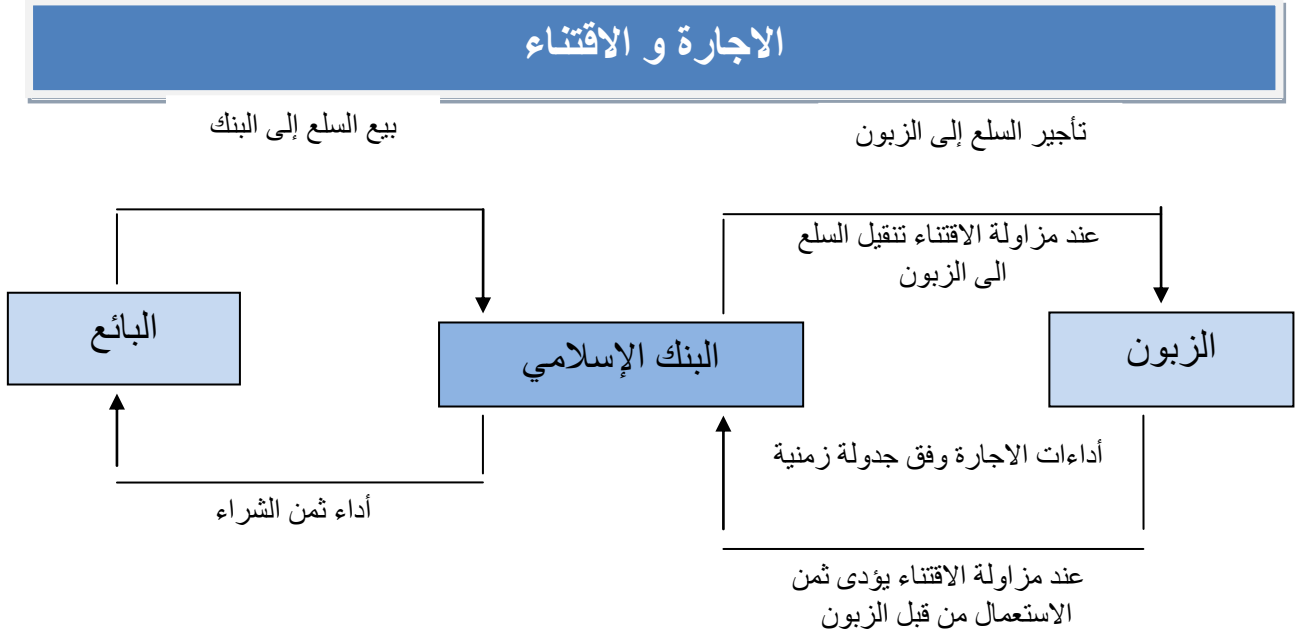 الاجارة و الاقتناء
تأجير السلع إلى الزبون
بيع السلع إلى البنك
عند مزاولة الاقتناء تنقيل السلع
الى الزبون
الزبون
البنك الإسلامي
البائع
أداءات الاجارة وفق جدولة زمنية
أداء ثمن الشراء
عند مزاولة الاقتناء يؤدى ثمن
الاستعمال من قبل الزبون